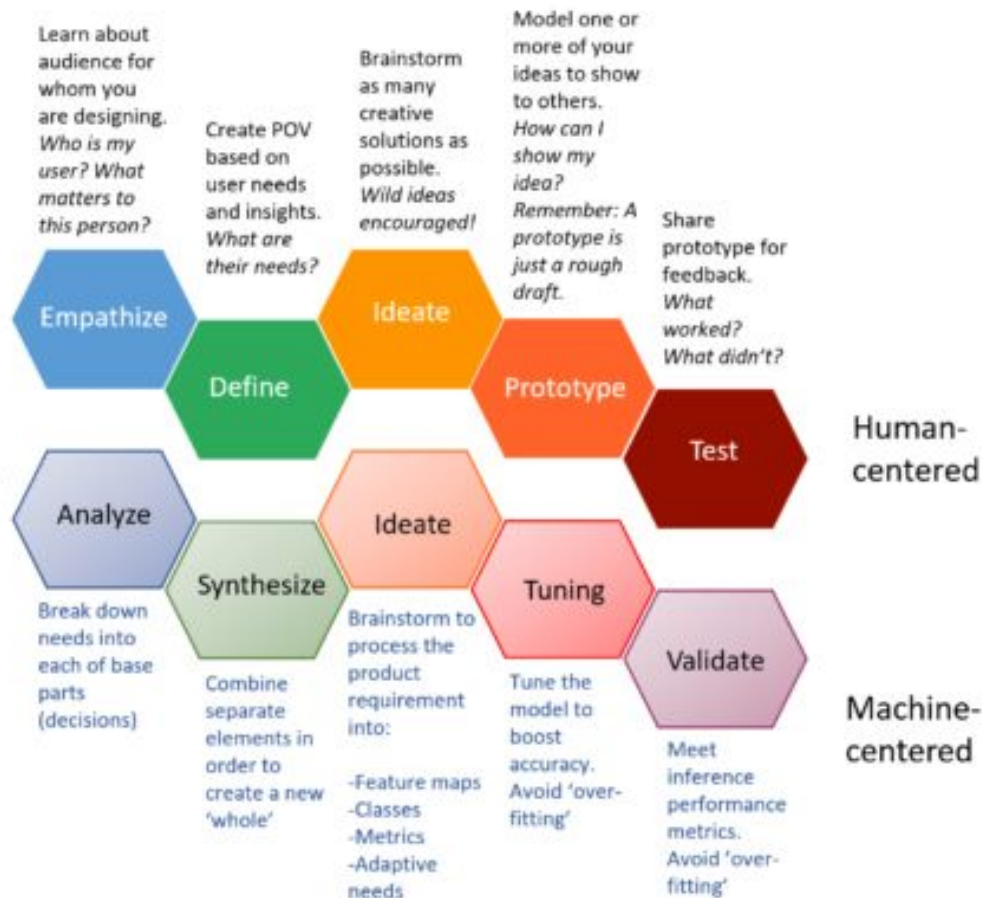 Learn about
audience for
whom you
are designing.
Who is my
user? What
matters to
this person?
Create POV
based on
user needs
and insights.
What are
their needs?
Brainstorm
as many
creative
solutions as
possible.
Wild ideas
encouraged!
Model one or
more of your
ideas to show
to others.
How can I
show my
idea?
Remember: A
prototype is
just a rough
draft.
Share
prototype for
feedback.
What
worked?
What didn't?
Empathize
Define
Ideate
Prototype
Test
Human-
centered
Analyze
Synthesize
Ideate
Tuning
Validate
Machine-
centered
Break down
needs into
each of base
parts
(decisions)
Combine
separate
elements in
order to
create a new
'whole'
Brainstorm to
process the
product
requirement
into:
-Feature maps
-Classes
-Metrics
-Adaptive
needs
Tune the
model to
boost
accuracy.
Avoid 'over-
fitting'
Meet
inference
performance
metrics.
Avoid 'over-
fitting'